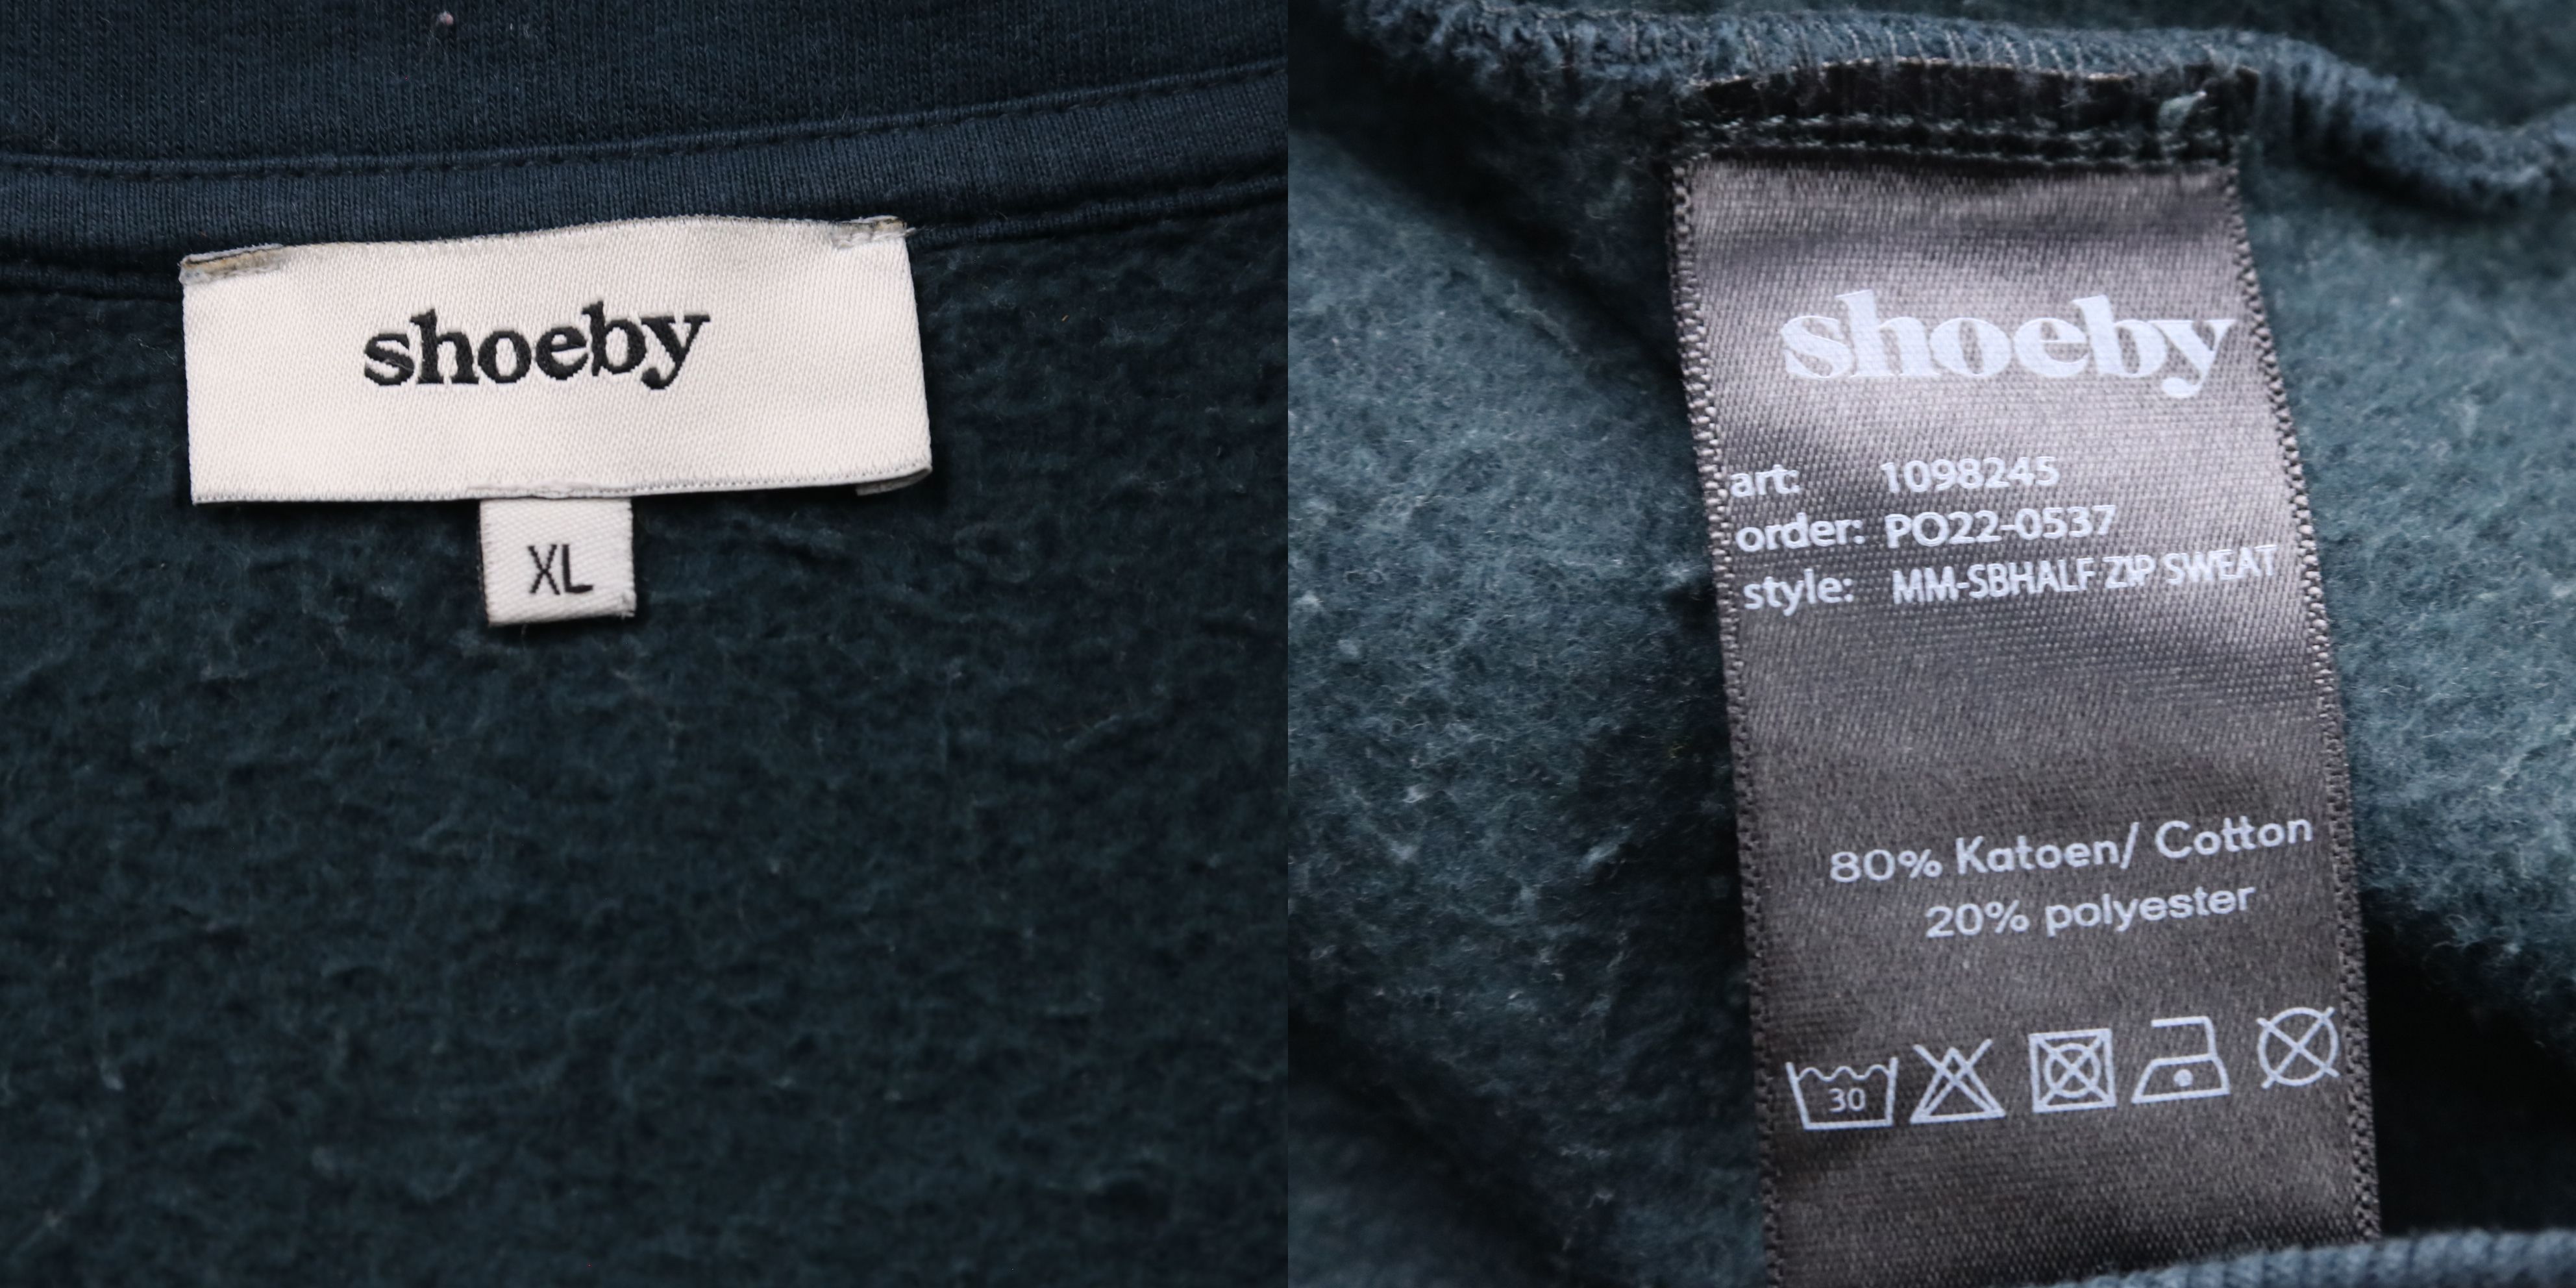 shoeby
XL
shoeby
art: 1098245
order: PO22-0537
style: MM-SBHALF ZIP SWEAT
80% Katoen/ Cotton
20% polyester
30